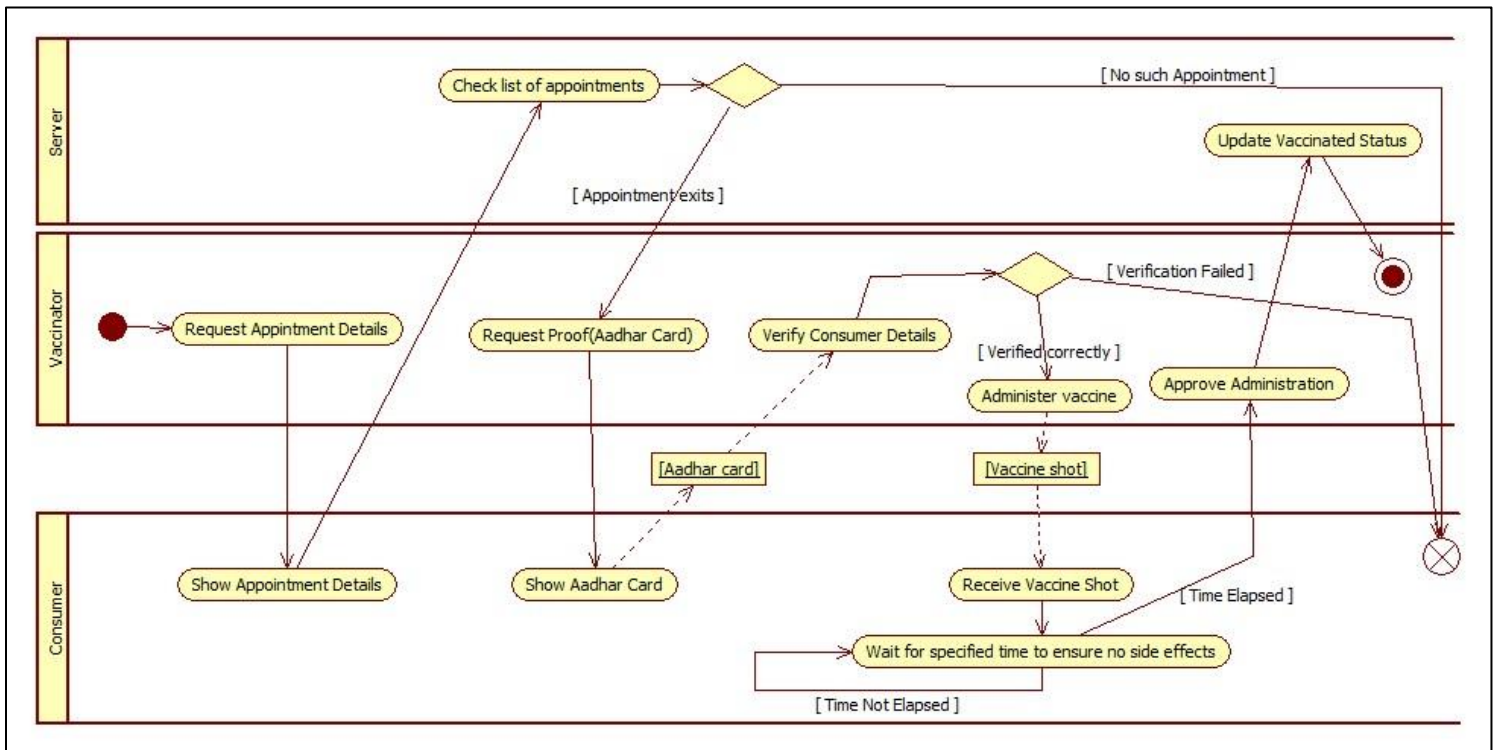 Server
Check list of appointments
[ No such Appointment ]
Update Vaccinated Status
[ Appointment exits ]
Vaccinator
[ Verification Failed ]
Request Appintment Details
Request Proof(Aadhar Card)
Verify Consumer Details
[ Verified correctly ]
Approve Administration
Administer vaccine
[Aadhar card]
[Vaccine shot]
Consumer
Show Appointment Details
Show Aadhar Card
Receive Vaccine Shot
[ Time Elapsed ]
Wait for specified time to ensure no side effects
[ Time Not Elapsed ]